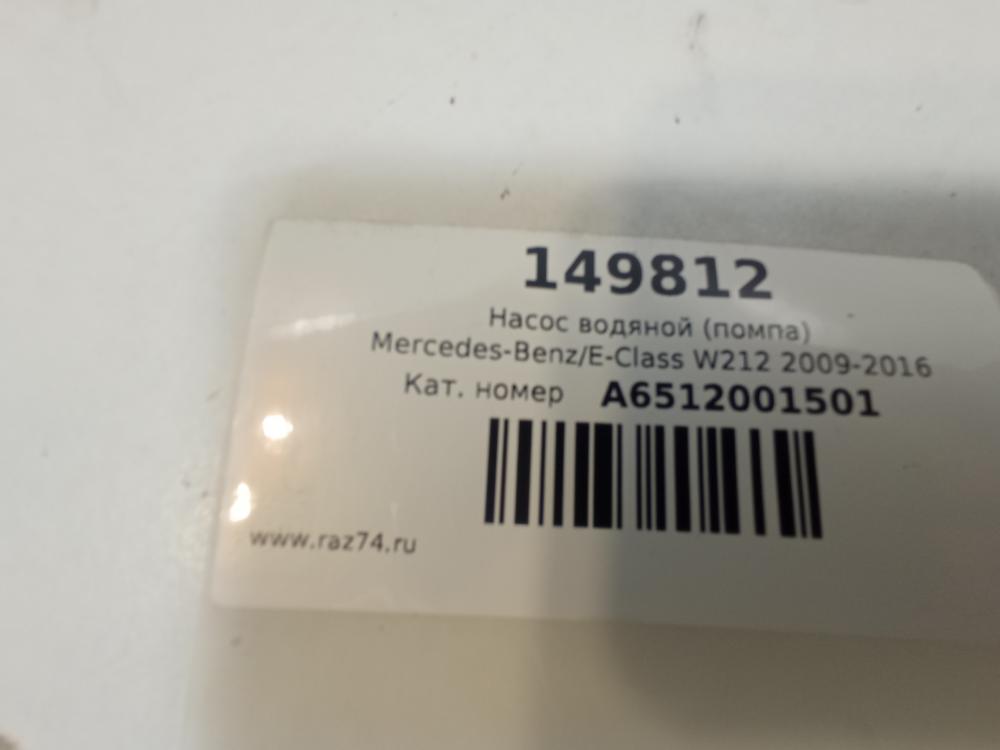 149812
Насос водяной (помпа)
Mercedes-Benz/E-Class W212 2009-2016
Кат. номер A6512001501
www.raz74.ru